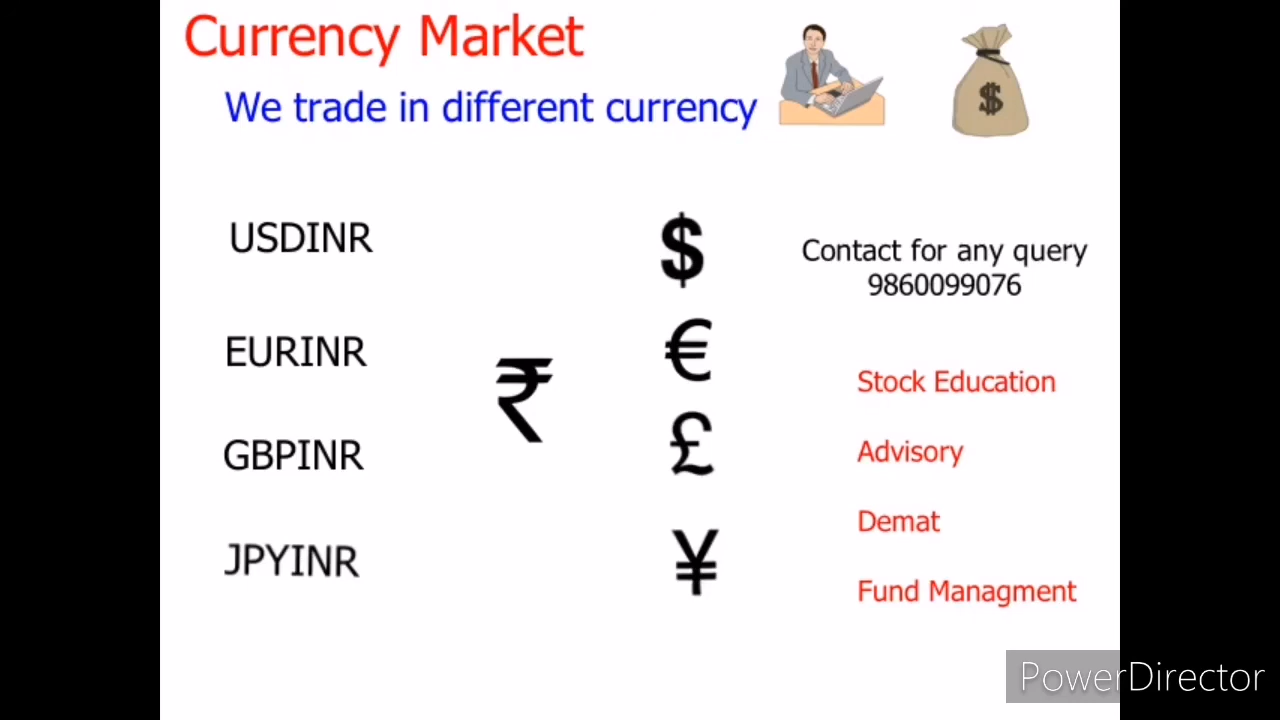 Currency Market
We trade in different currency
$
USDINR
$
Contact for any query
9860099076
EURINR
₹
€
Stock Education
GBPINR
£
Advisory
Demat
JPYINR
¥
Fund Managment
PowerDirector